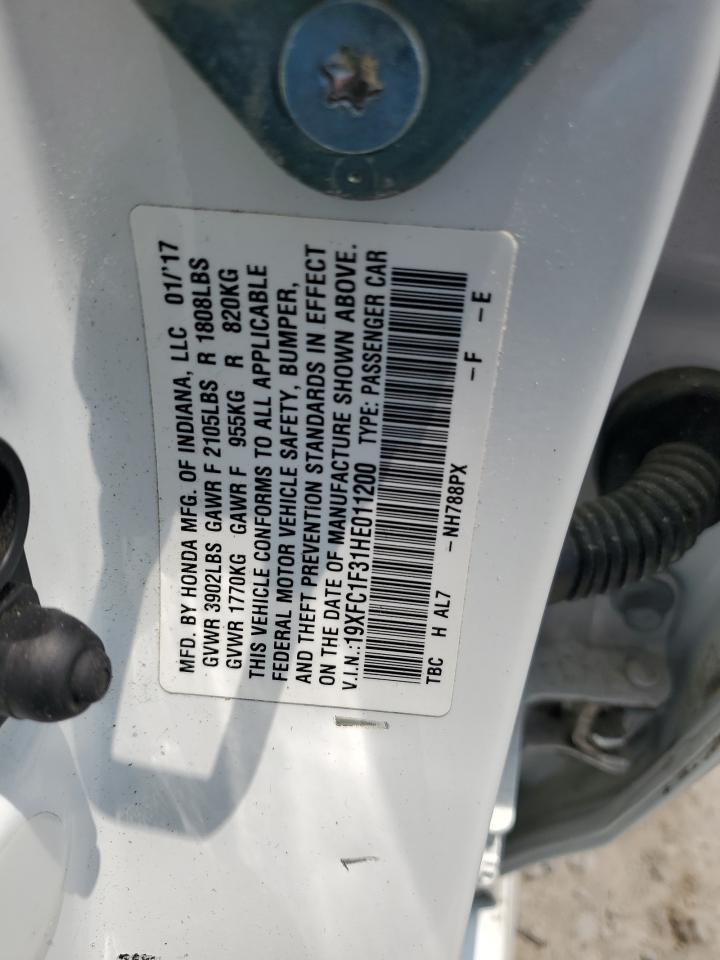 MFD. BY HONDA MFG. OF INDIANA, LLC 01/'17
GVWR 3902LBS GAWR F 2105LBS R 1808LBS
GVWR 1770KG GAWR F 955KG R 820KG
THIS VEHICLE CONFORMS TO ALL APPLICABLE
FEDERAL MOTOR VEHICLE SAFETY, BUMPER,
AND THEFT PREVENTION STANDARDS IN EFFECT
ON THE DATE OF MANUFACTURE SHOWN ABOVE.
V.I.N.:19XFC1F31HE011200 TYPE: PASSENGER CAR
TBC H AL7 -NH788PX -F -E